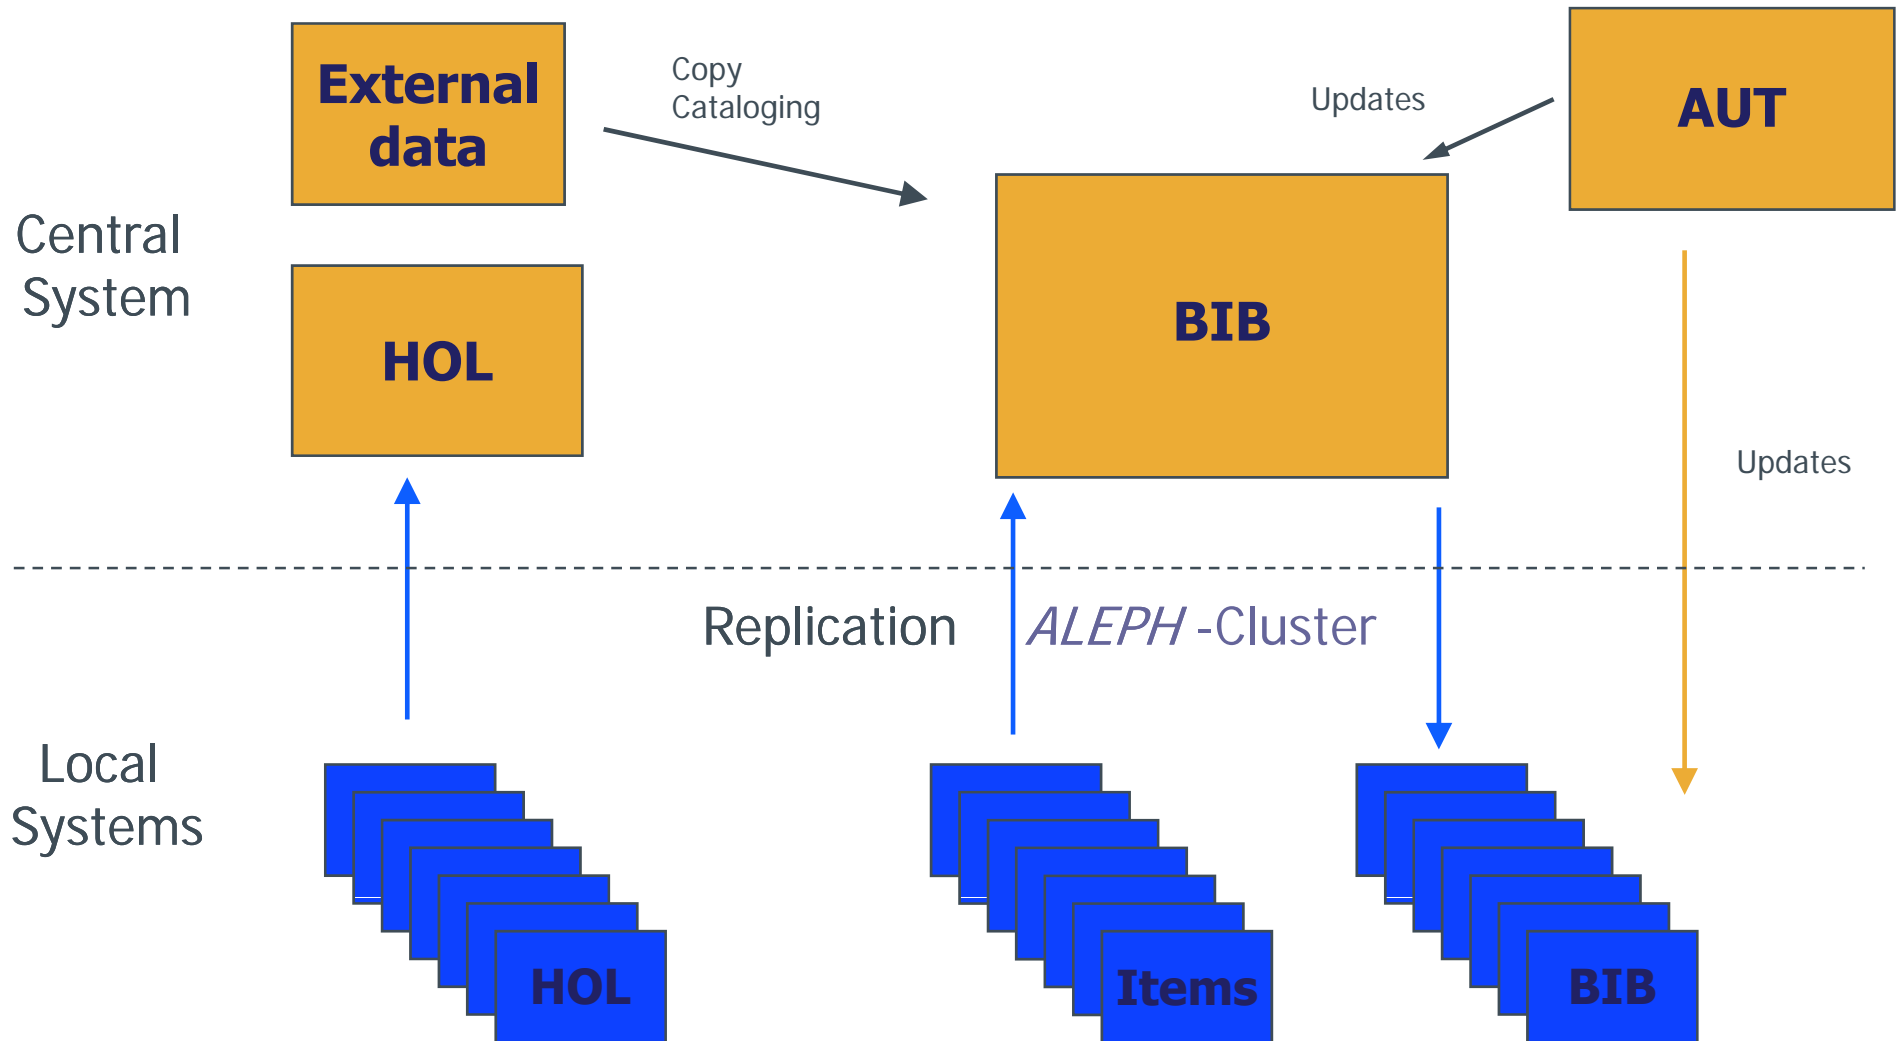 External
data
Copy
Cataloging
Updates
AUT
Central
System
HOL
BIB
Updates
Replication ALEPH -Cluster
Local
Systems
HOL
Items
BIB